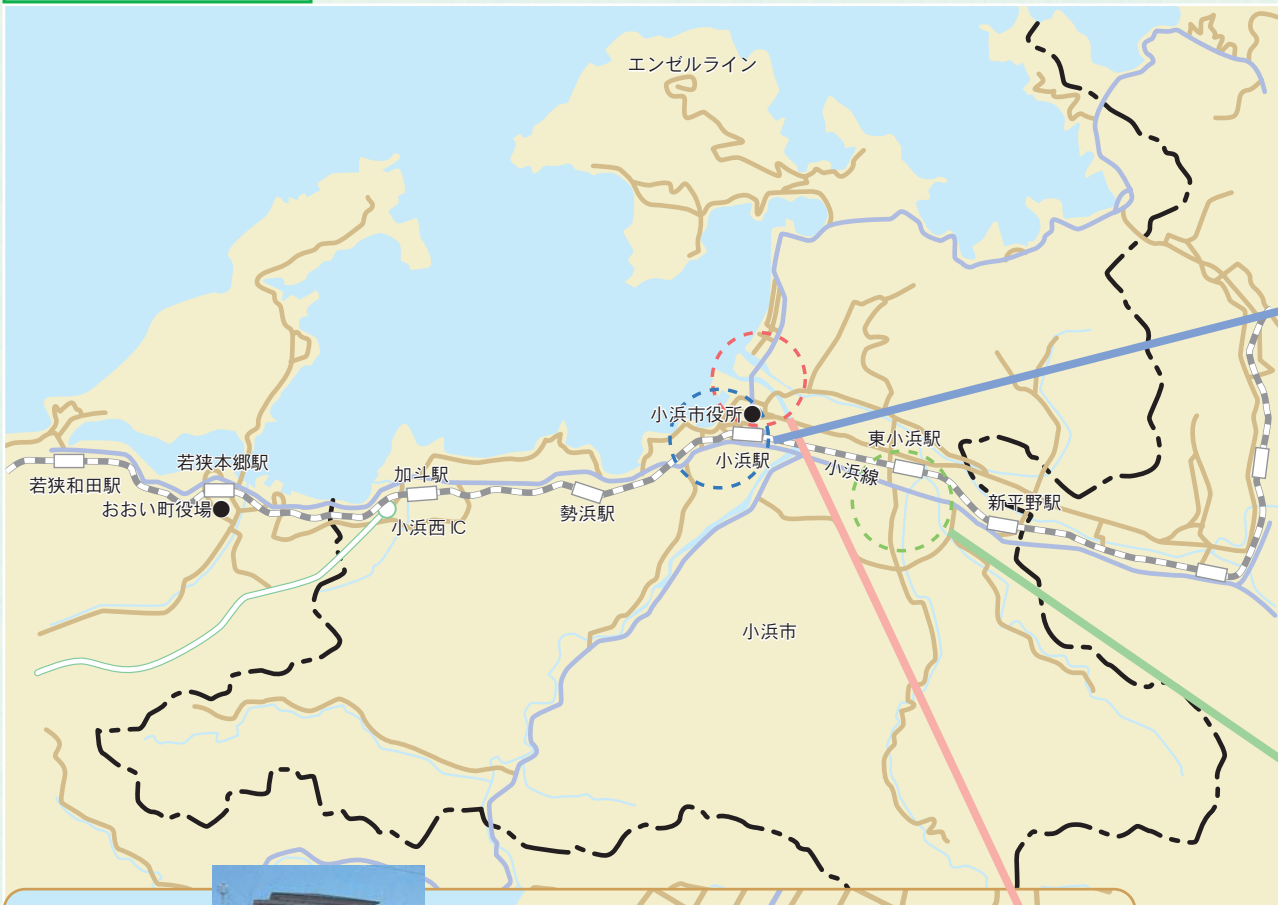 エンゼルライン
小浜市役所
東小浜駅
小浜駅
小浜線
若狭本郷駅
加斗駅
若狭和田駅
新平野駅
おおい町役場
勢浜駅
小浜西IC
小浜市